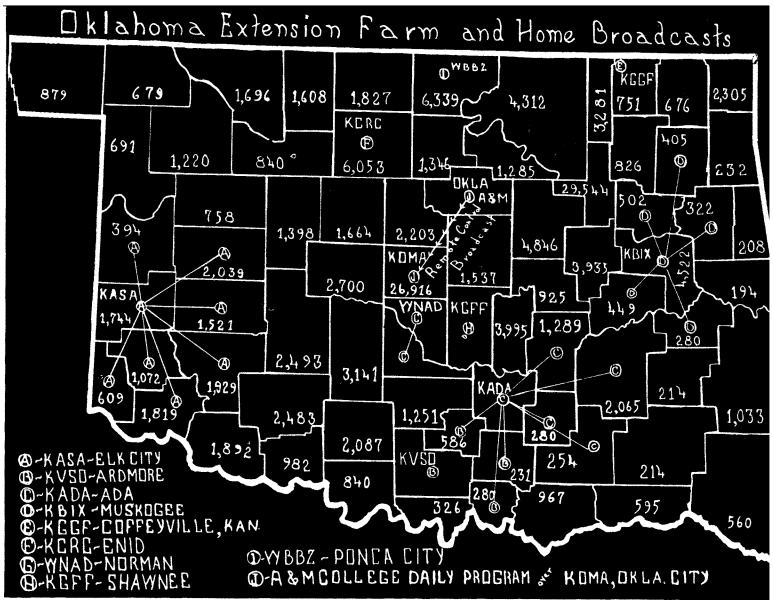 Oklahoma Extension Farm and Home Broadcasts
879
679
1,696
1,608
1,827
WBBZ
6,339
4,312
3,281
KGGF
751
676
2,305
KCRC
405
691
1,220
840
6,053
1,346
1,285
826
232
OKLA
A&M
29,544
502
322
394
758
1,398
1,664
2,203
Remote Control
Broadcast
4,846
3,933
KBIX
4,522
208
KOMA
2,039
2,700
26,916
1,537
925
449
194
KASA
1,744
1,521
WNAD
KGFF
3,995
1,289
280
2,493
3,141
1,072
1,929
609
1,819
KADA
2,065
214
1,033
2,483
1,251
586
280
254
214
1,892
982
2,087
KVSO
231
840
326
280
967
595
560
A-KASA-ELK CITY
B-KVSO-ARDMORE
C-KADA-ADA
D-KBIX-MUSKOGEE
E-KGGF-COFFEYVILLE, KAN.
F-KCRC-ENID
G-WNAD-NORMAN
H-KGFF-SHAWNEE
I-WBBZ-PONCA CITY
J-A&M COLLEGE DAILY PROGRAM over KOMA, OKLA. CITY